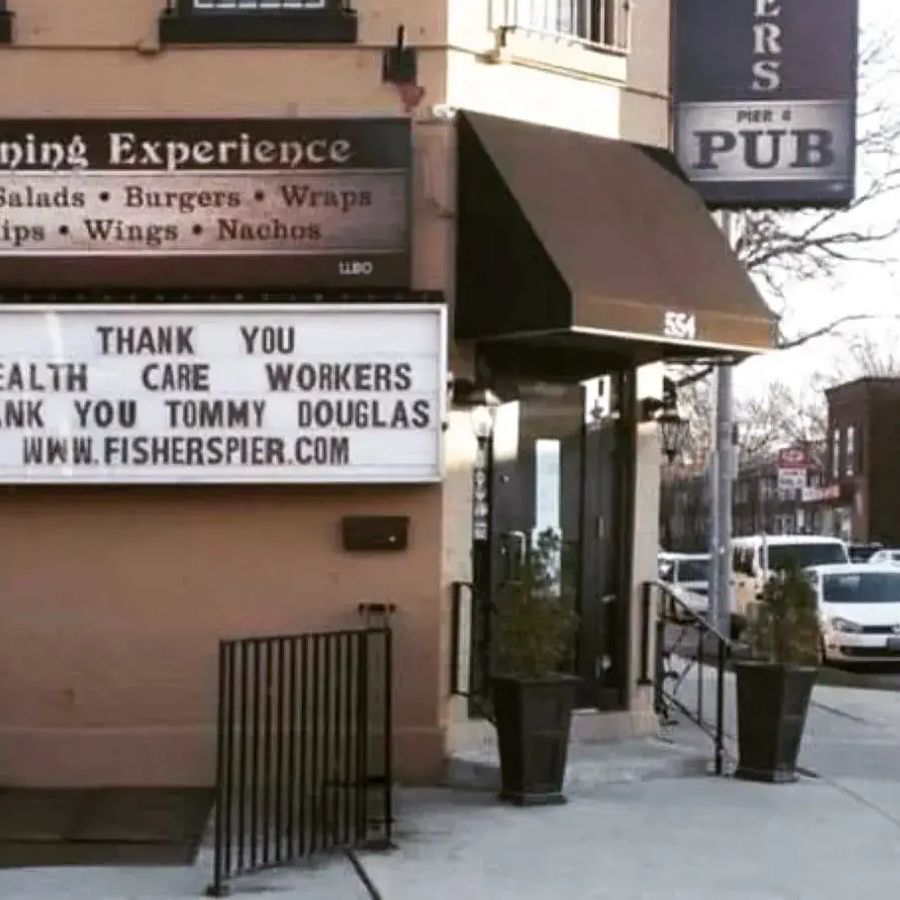 ning Experience
Salads • Burgers • Wraps
ips • Wings • Nachos
THANK YOU
EALTH CARE WORKERS
ANK YOU TOMMY DOUGLAS
WWW.FISHERSPIER.COM
ERS
PIER 4
PUB
554